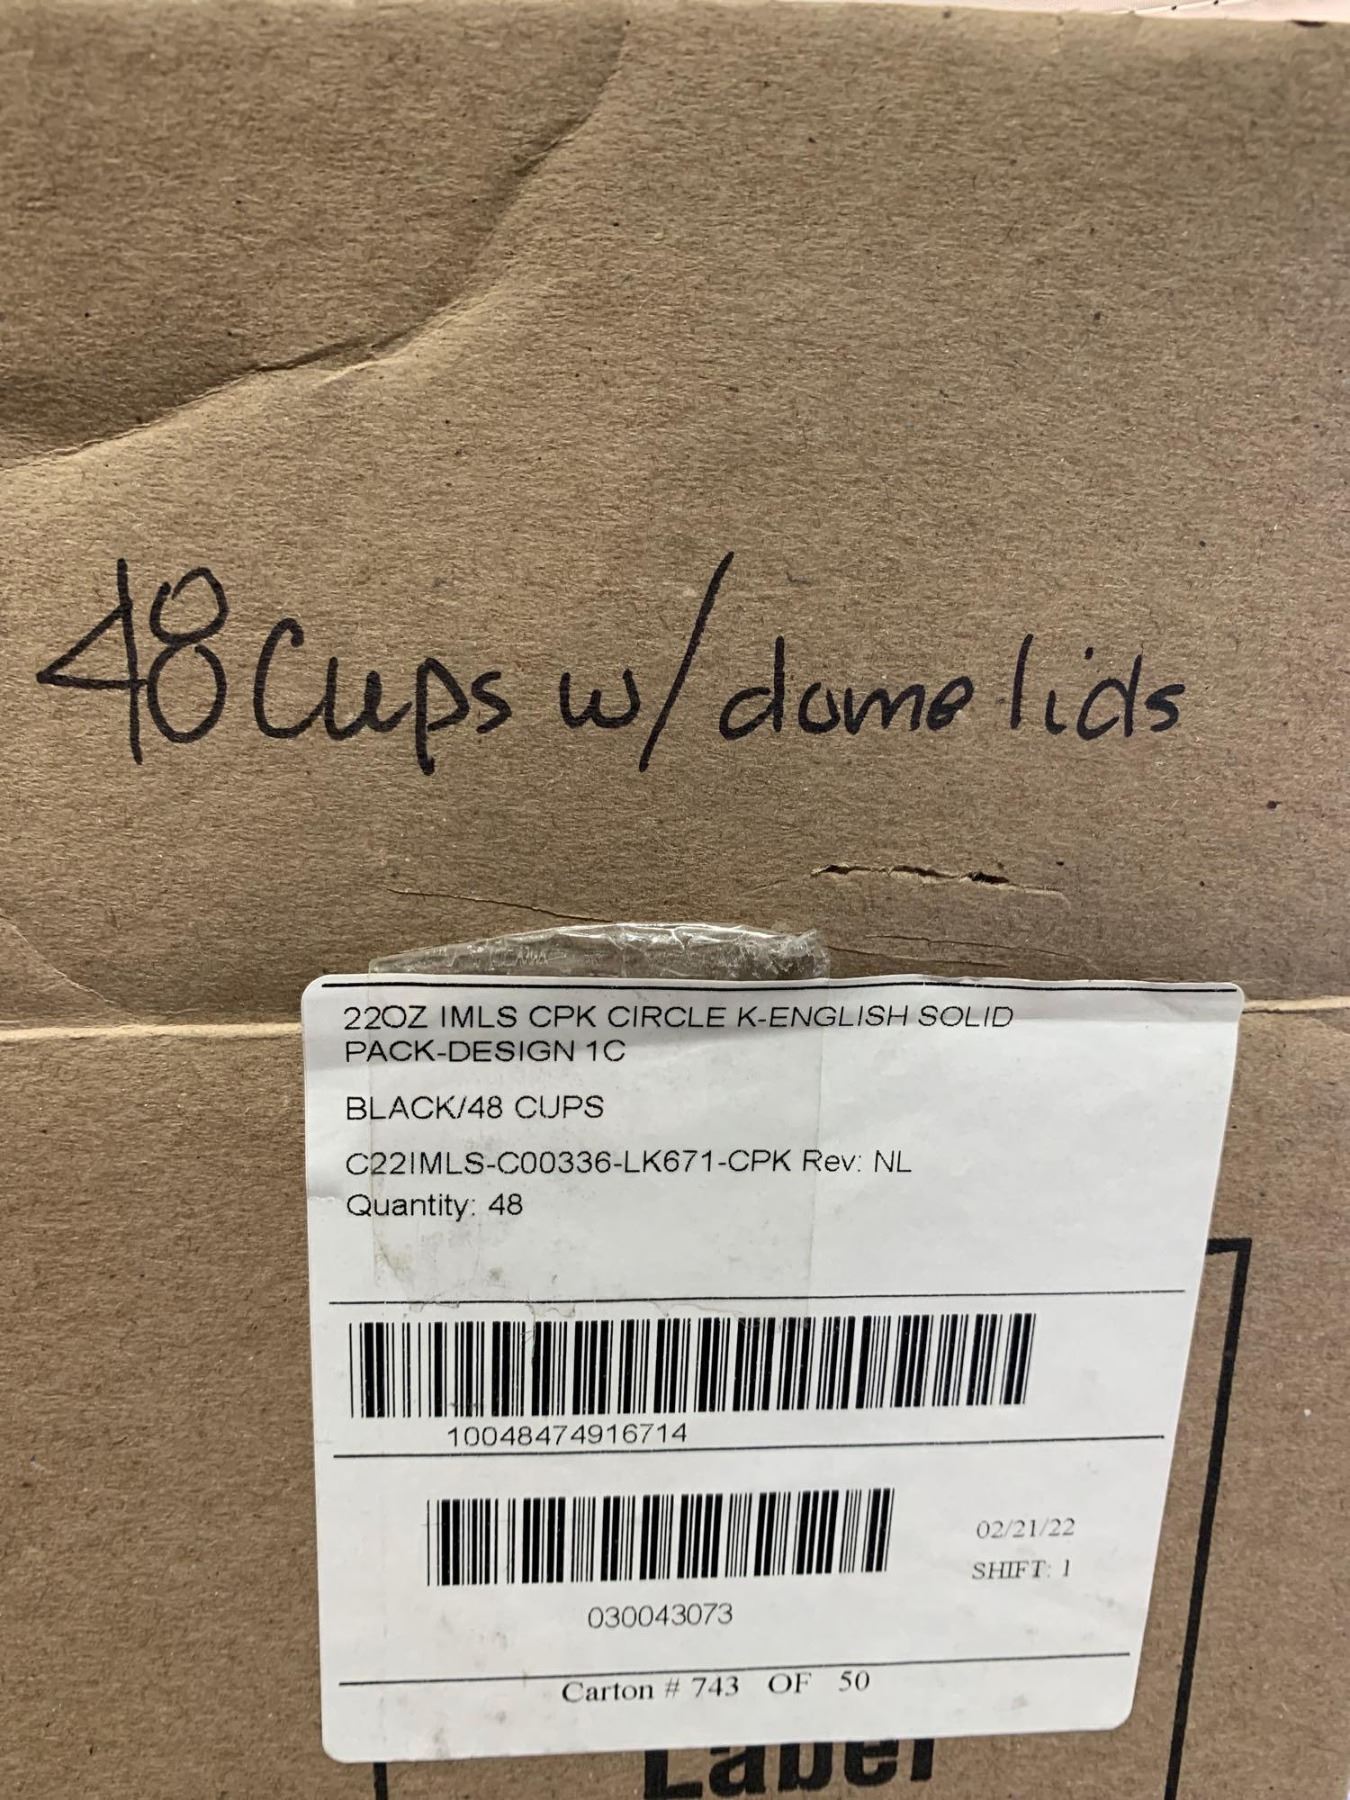 48 Cups w/ dome lids
22OZ IMLS CPK CIRCLE K-ENGLISH SOLID
PACK-DESIGN 1C
BLACK/48 CUPS
C22IMLS-C00336-LK671-CPK Rev: NL
Quantity: 48
10048474916714
02/21/22
SHIFT: 1
030043073
Carton # 743 OF 50
Label